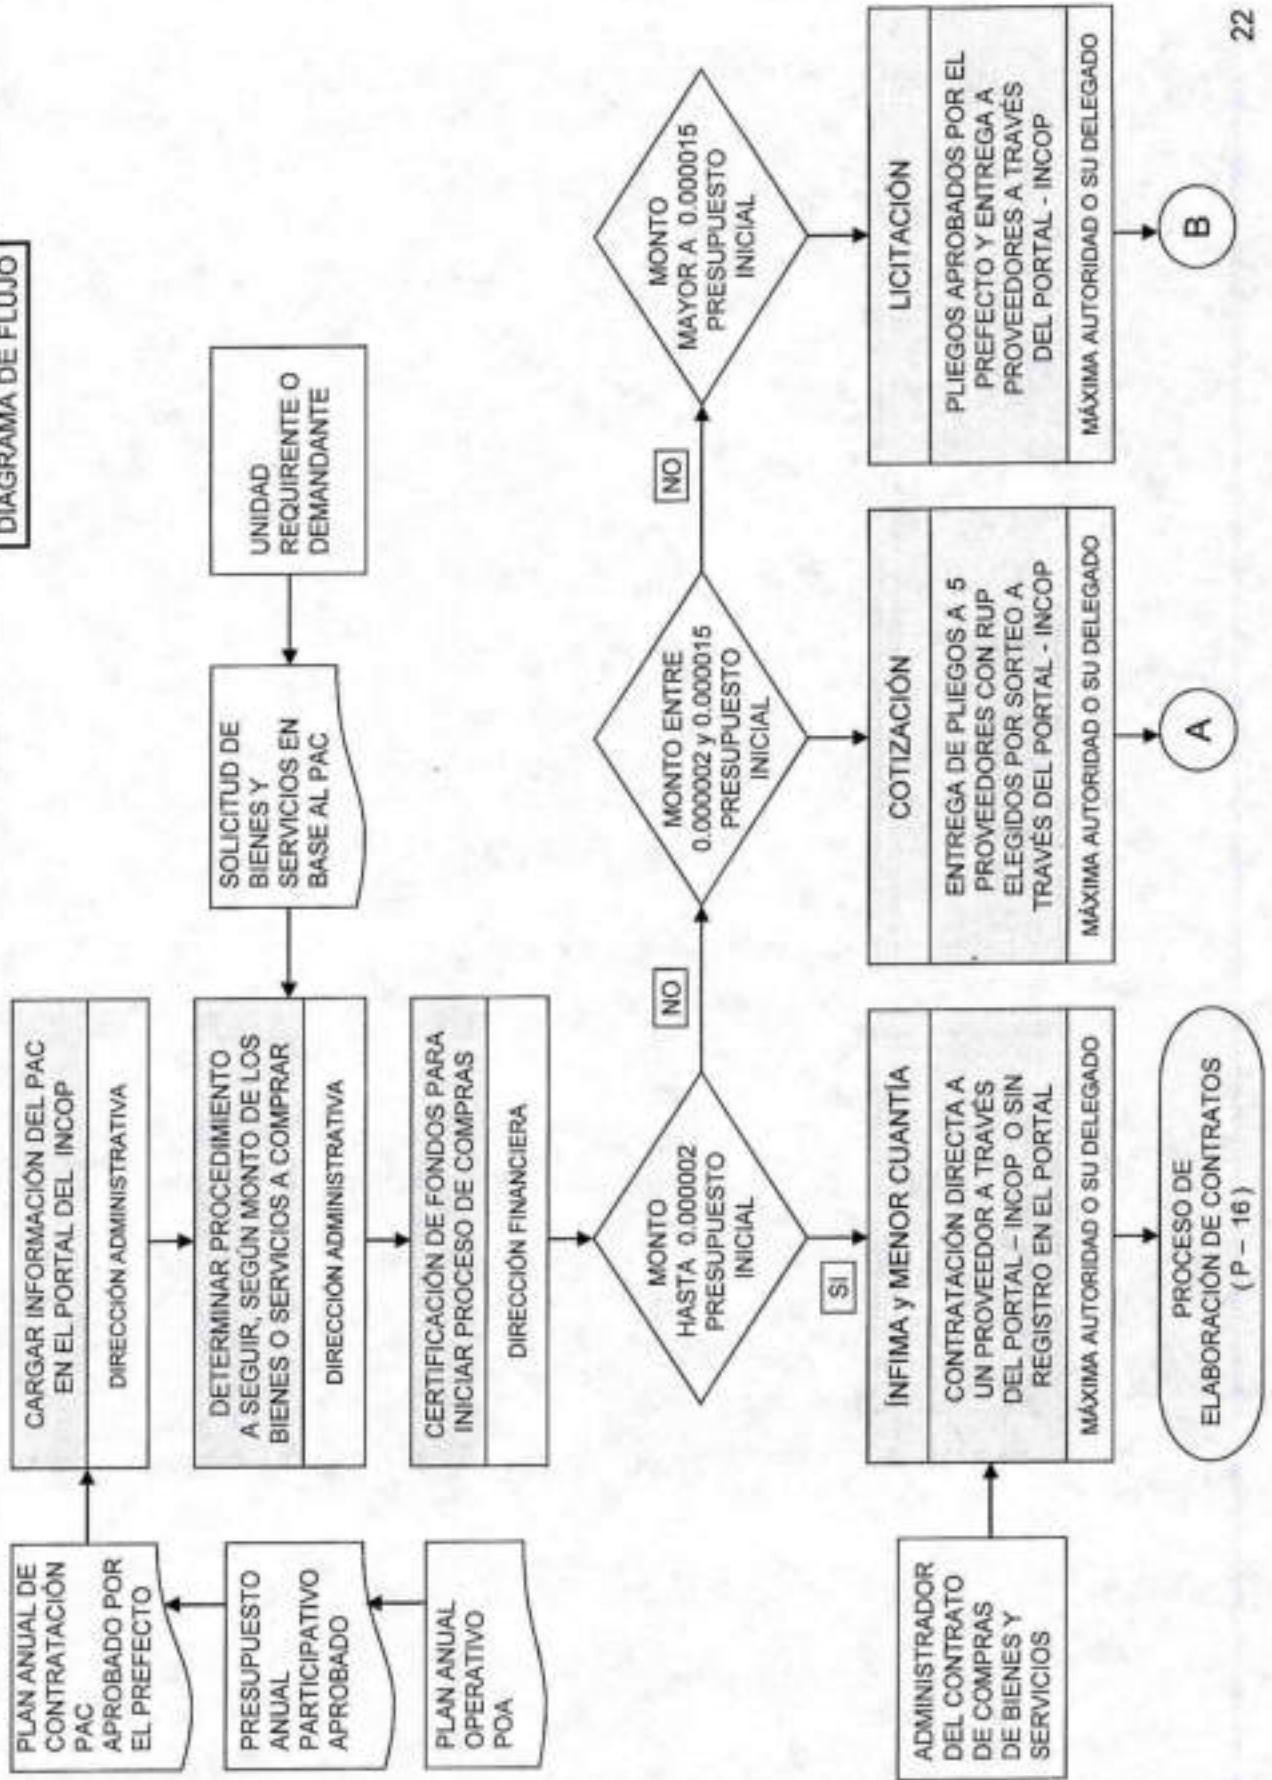 DIAGRAMA DE FLUJO
PLAN ANUAL DE
CONTRATACIÓN
PAC
APROBADO POR
EL PREFECTO
CARGAR INFORMACIÓN DEL PAC
EN EL PORTAL DEL INCOP
DIRECCIÓN ADMINISTRATIVA
PRESUPUESTO
ANUAL
PARTICIPATIVO
APROBADO
DETERMINAR PROCEDIMIENTO
A SEGUIR, SEGÚN MONTO DE LOS
BIENES O SERVICIOS A COMPRAR
DIRECCIÓN ADMINISTRATIVA
SOLICITUD DE
BIENES Y
SERVICIOS EN
BASE AL PAC
UNIDAD
REQUIRENTE O
DEMANDANTE
PLAN ANUAL
OPERATIVO
POA
CERTIFICACIÓN DE FONDOS PARA
INICIAR PROCESO DE COMPRAS
DIRECCIÓN FINANCIERA
MONTO
HASTA 0.000002
PRESUPUESTO
INICIAL
NO
MONTO ENTRE
0.000002 y 0.000015
PRESUPUESTO
INICIAL
NO
MONTO
MAYOR A 0.000015
PRESUPUESTO
INICIAL
SI
ADMINISTRADOR
DEL CONTRATO
DE COMPRAS
DE BIENES Y
SERVICIOS
ÍNFIMA y MENOR CUANTÍA
CONTRATACIÓN DIRECTA A
UN PROVEEDOR A TRAVÉS
DEL PORTAL – INCOP O SIN
REGISTRO EN EL PORTAL
MÁXIMA AUTORIDAD O SU DELEGADO
COTIZACIÓN
ENTREGA DE PLIEGOS A 5
PROVEEDORES CON RUP
ELEGIDOS POR SORTEO A
TRAVÉS DEL PORTAL - INCOP
MÁXIMA AUTORIDAD O SU DELEGADO
LICITACIÓN
PLIEGOS APROBADOS POR EL
PREFECTO Y ENTREGA A
PROVEEDORES A TRAVÉS
DEL PORTAL - INCOP
MÁXIMA AUTORIDAD O SU DELEGADO
PROCESO DE
ELABORACIÓN DE CONTRATOS
( P – 16 )
A
B
22